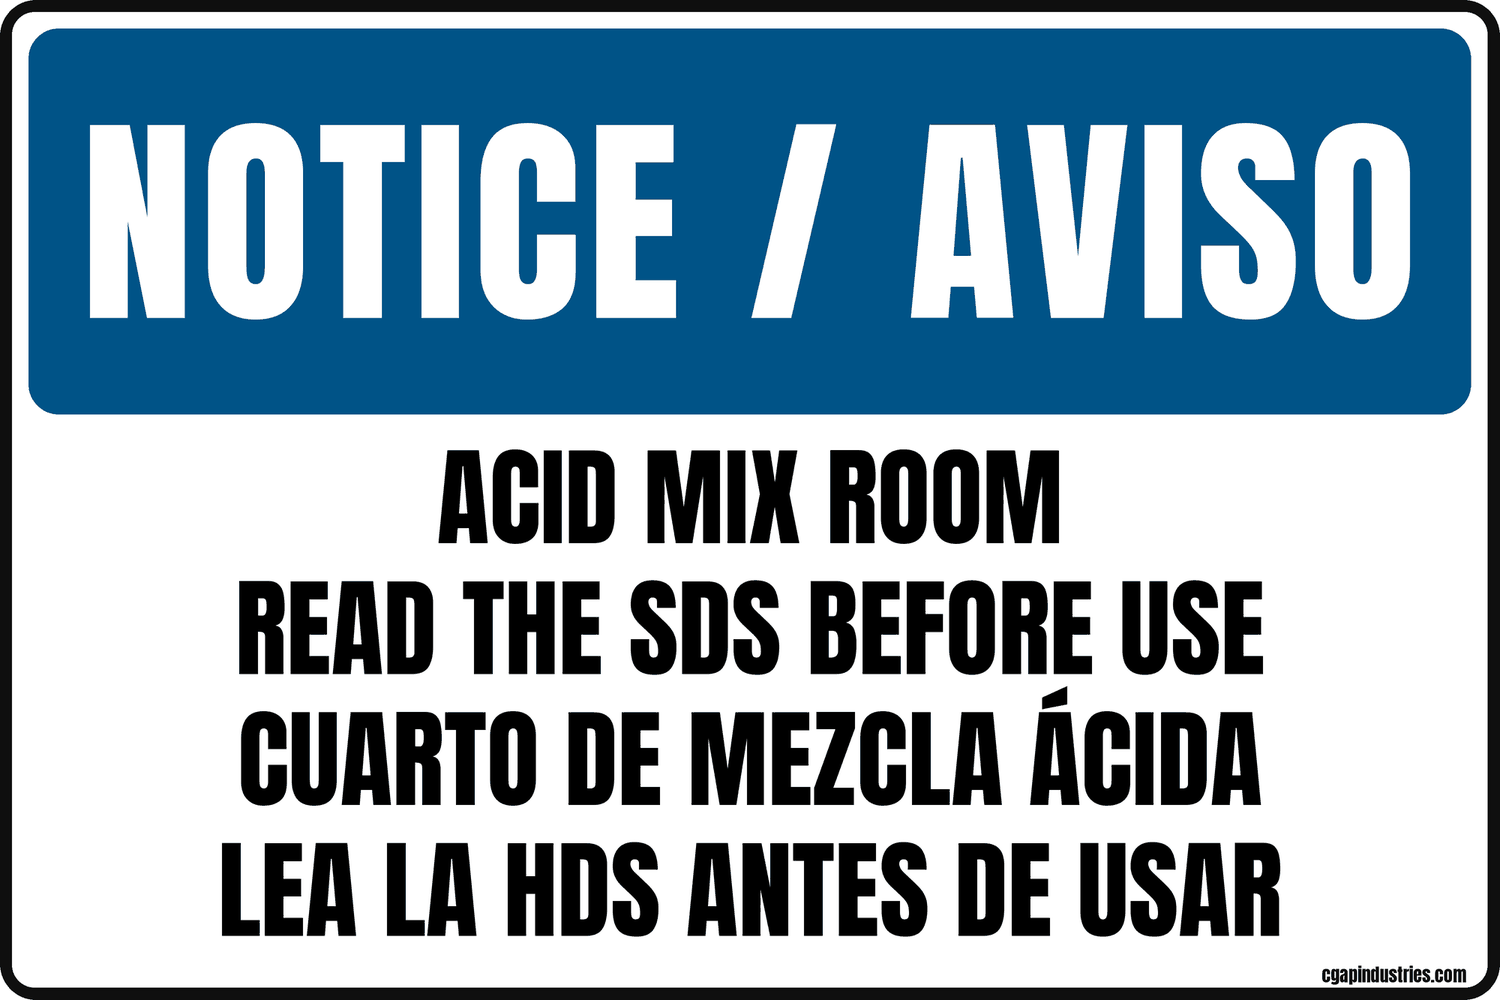 NOTICE / AVISO
ACID MIX ROOM
READ THE SDS BEFORE USE
CUARTO DE MEZCLA ÁCIDA
LEA LA HDS ANTES DE USAR
cgapindustries.com